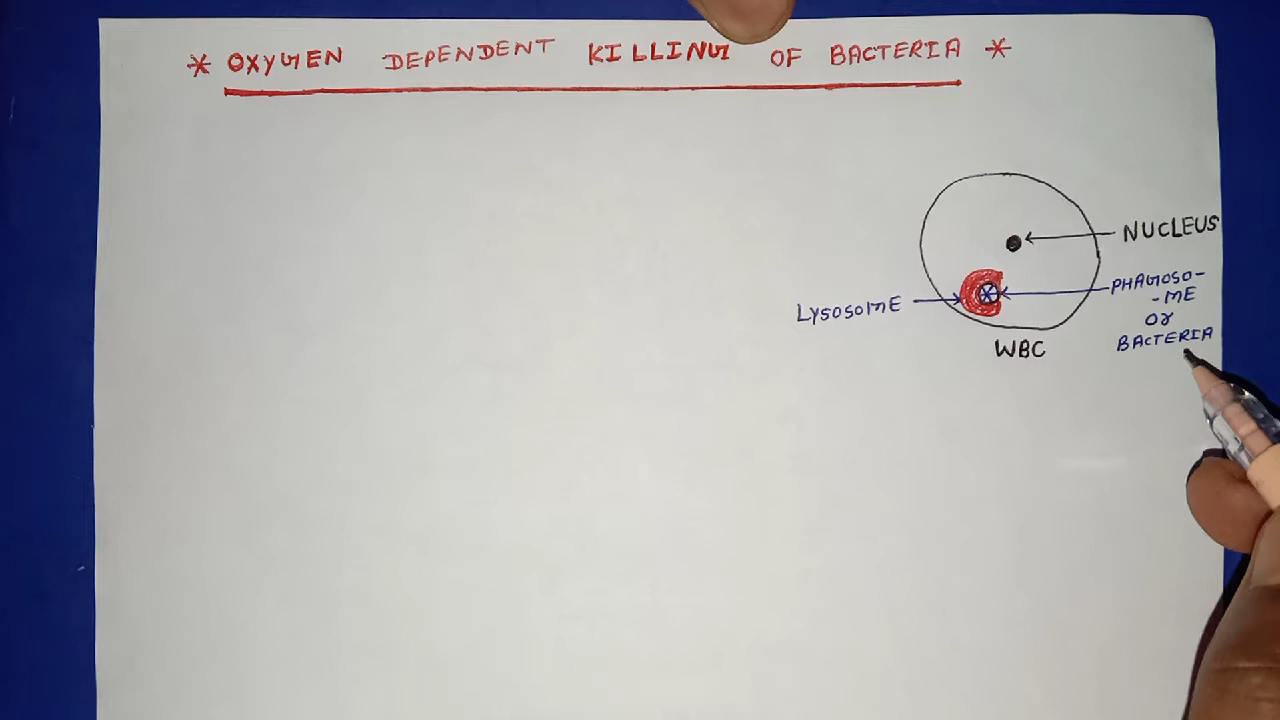 * OXYGEN DEPENDENT KILLING OF BACTERIA *
NUCLEUS
PHAGOSO-
-ME
OR
BACTERIA
LYSOSOME
WBC